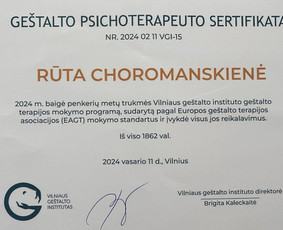 GEŠTALTO PSICHOTERAPEUTO SERTIFIKATA
NR. 2024 02 11 VGI-15
RŪTA CHOROMANSKIENĖ
2024 m. baigė penkerių metų trukmės Vilniaus geštalto instituto geštalto
terapijos mokymo programą, sudarytą pagal Europos geštalto terapijos
asociacijos (EAGT) mokymo standartus ir įvykdė visus jos reikalavimus.
Iš viso 1862 val.
2024 vasario 11 d., Vilnius
VILNIAUS
GEŠTALTO
INSTITUTAS
Vilniaus geštalto instituto direktorė
Brigita Kaleckaitė